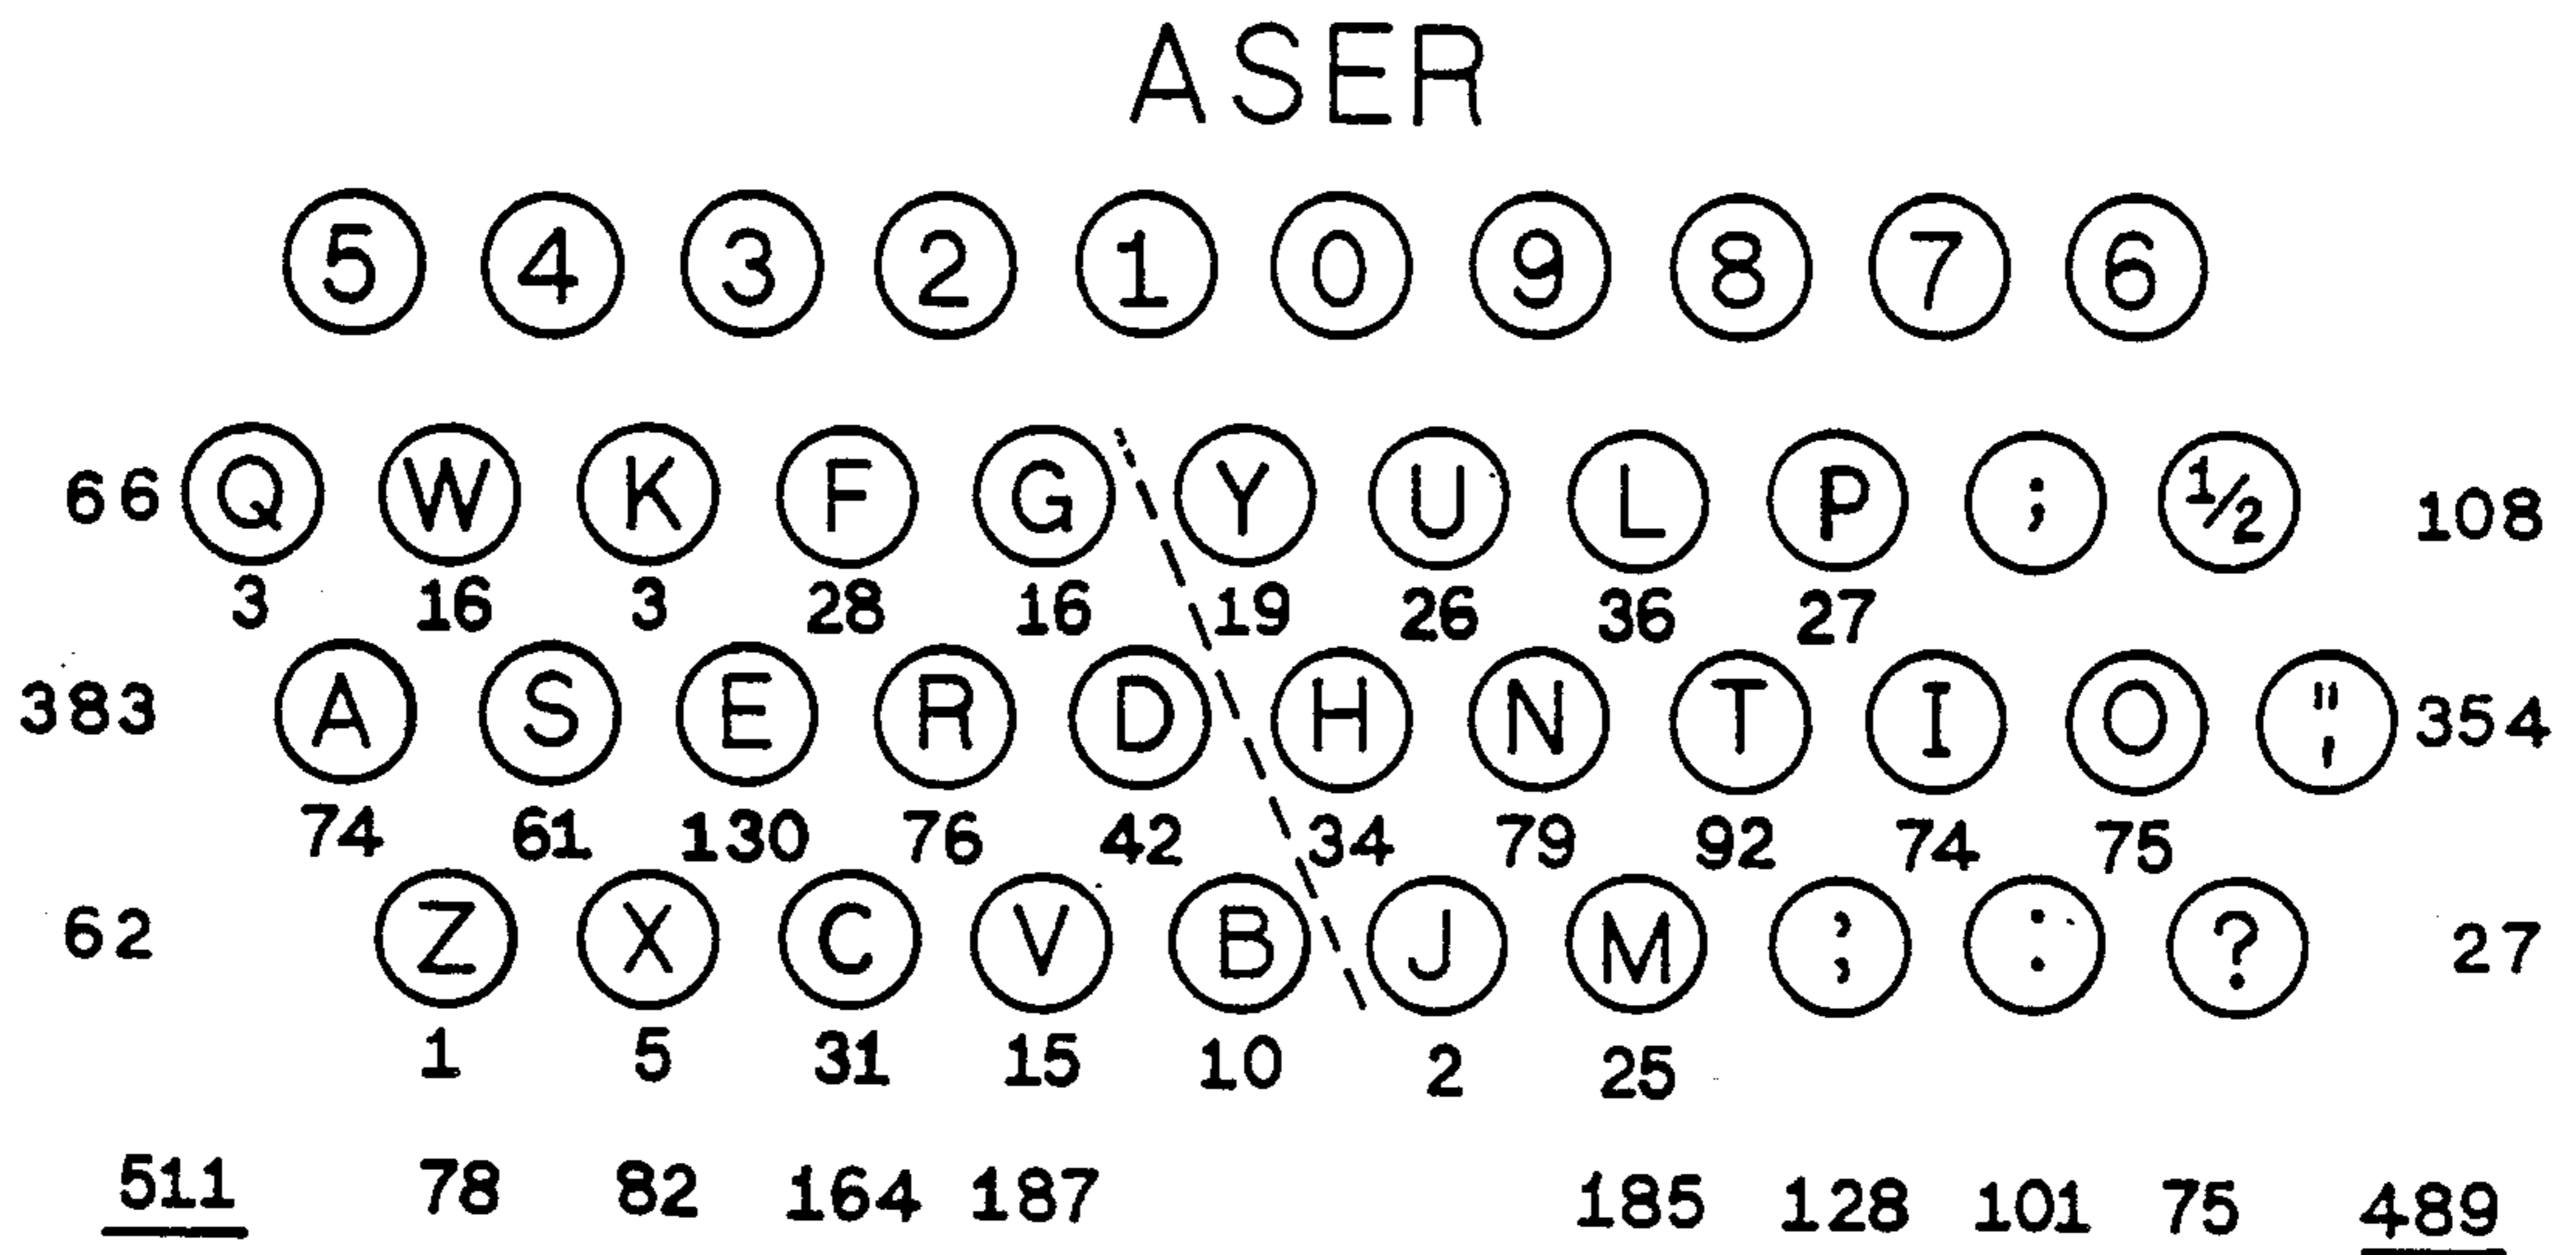 ASER
5 4 3 2 1 0 9 8 7 6
66 Q W K F G Y U L P ; 1/2 108
3 16 3 28 16 19 26 36 27
383 A S E R D H N T I O " , 354
74 61 130 76 42 34 79 92 74 75
62 Z X C V B J M , ; : ? 27
1 5 31 15 10 2 25
511 78 82 164 187 185 128 101 75 489